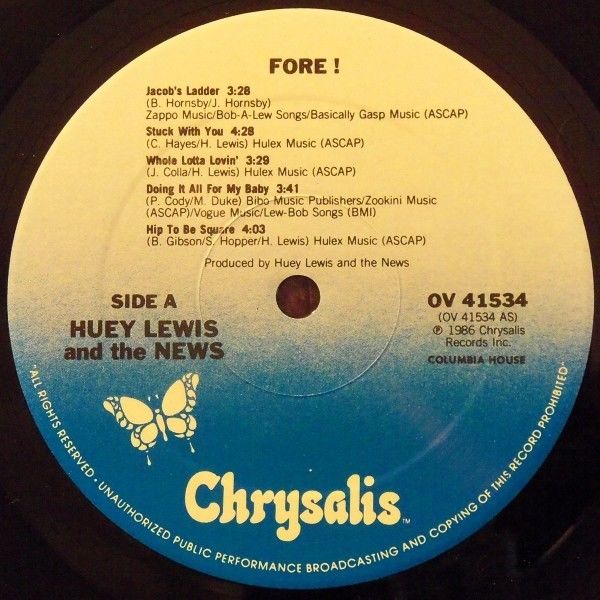 FORE !
Jacob's Ladder 3:28
(B. Hornsby/J. Hornsby)
Zappo Music/Bob-A-Lew Songs/Basically Gasp Music (ASCAP)
Stuck With You 4:28
(C. Hayes/H. Lewis) Hulex Music (ASCAP)
Whole Lotta Lovin' 3:29
(J. Colla/H. Lewis) Hulex Music (ASCAP)
Doing It All For My Baby 3:41
(P. Cody/M. Duke) Bibo Music Publishers/Zookini Music
(ASCAP)/Vogue Music/Lew-Bob Songs (BMI)
Hip To Be Square 4:03
(B. Gibson/S. Hopper/H. Lewis) Hulex Music (ASCAP)
Produced by Huey Lewis and the News
SIDE A
HUEY LEWIS
and the NEWS
OV 41534
(OV 41534 AS)
℗ 1986 Chrysalis
Records Inc.
COLUMBIA HOUSE
Chrysalis™
·ALL RIGHTS RESERVED · UNAUTHORIZED PUBLIC PERFORMANCE BROADCASTING AND COPYING OF THIS RECORD PROHIBITED·